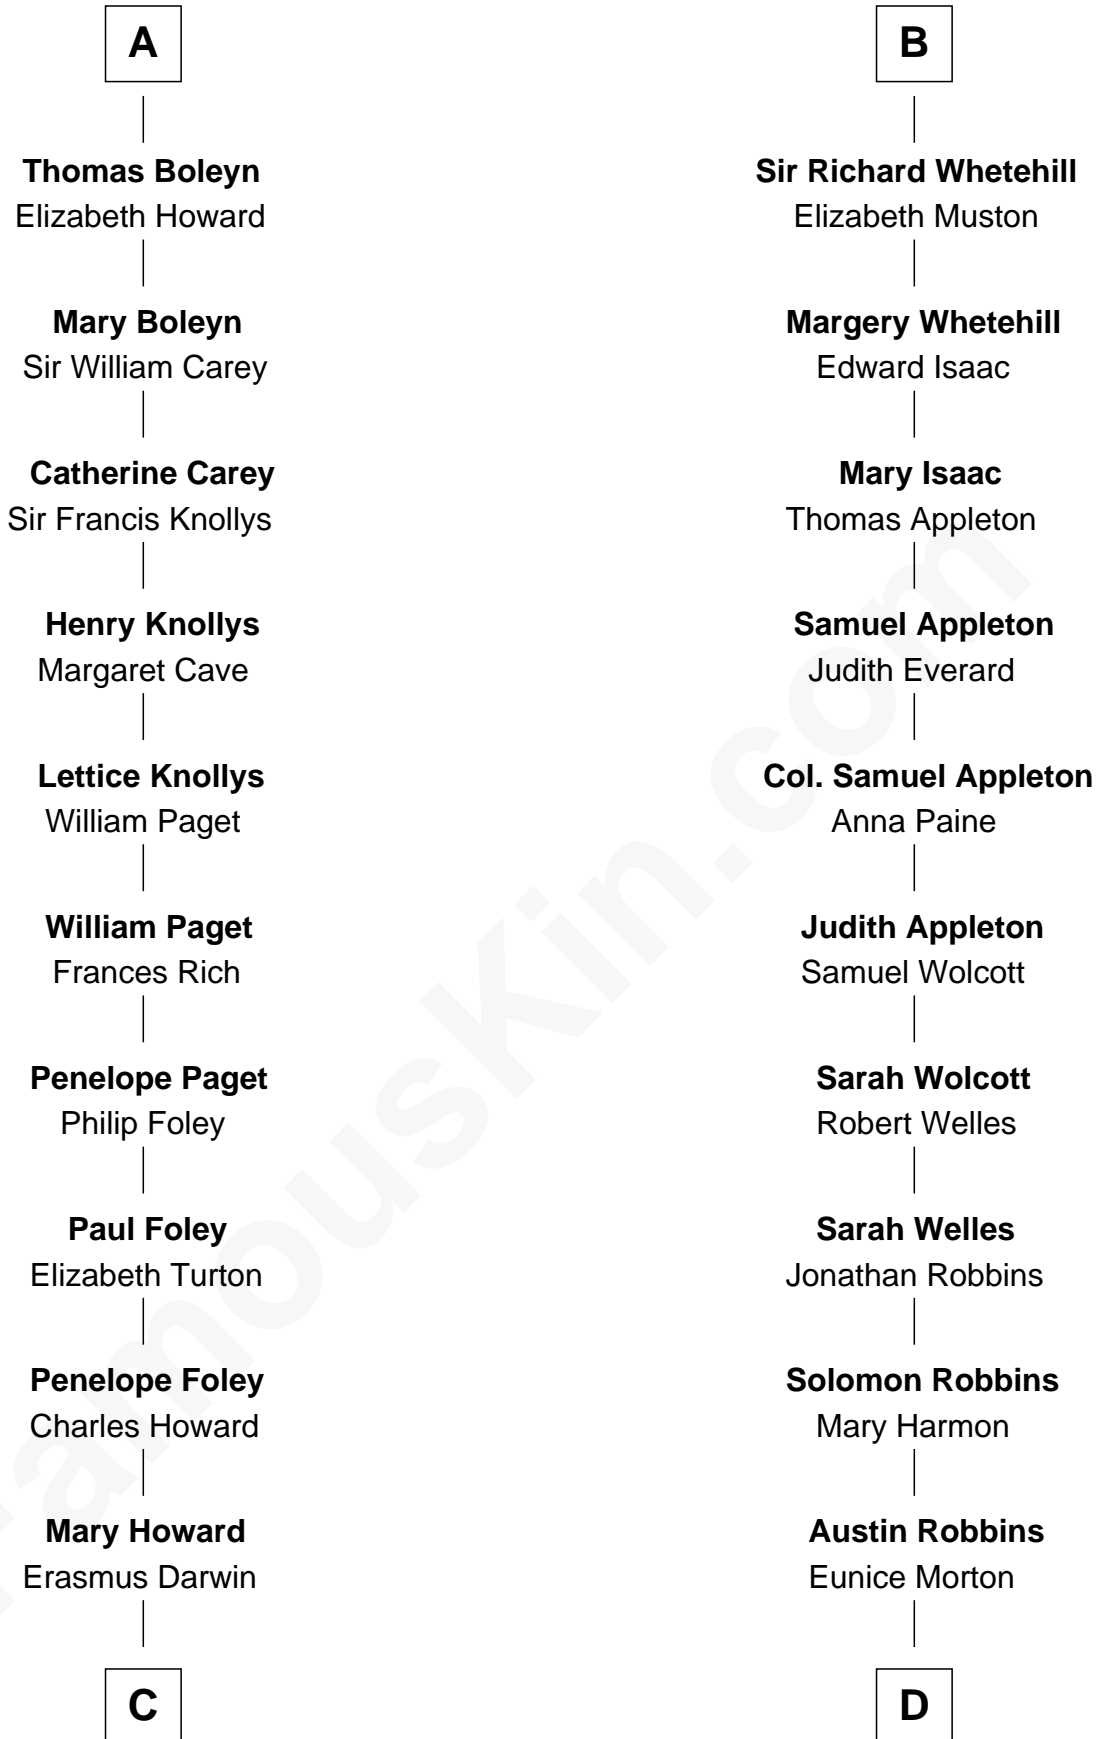 A
Thomas Boleyn
Elizabeth Howard
Mary Boleyn
Sir William Carey
Catherine Carey
Sir Francis Knollys
Henry Knollys
Margaret Cave
Lettice Knollys
William Paget
William Paget
Frances Rich
Penelope Paget
Philip Foley
Paul Foley
Elizabeth Turton
Penelope Foley
Charles Howard
Mary Howard
Erasmus Darwin
C
B
Sir Richard Whetehill
Elizabeth Muston
Margery Whetehill
Edward Isaac
Mary Isaac
Thomas Appleton
Samuel Appleton
Judith Everard
Col. Samuel Appleton
Anna Paine
Judith Appleton
Samuel Wolcott
Sarah Wolcott
Robert Welles
Sarah Welles
Jonathan Robbins
Solomon Robbins
Mary Harmon
Austin Robbins
Eunice Morton
D
FamousKin.com